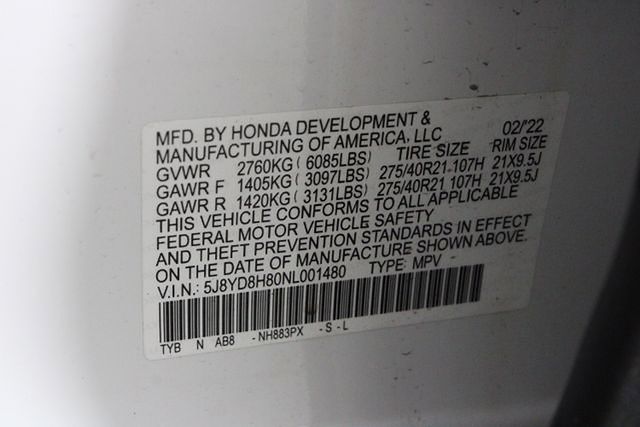 MFD. BY HONDA DEVELOPMENT &
MANUFACTURING OF AMERICA, LLC 02/'22
GVWR 2760KG ( 6085LBS) TIRE SIZE RIM SIZE
GAWR F 1405KG ( 3097LBS) 275/40R21 107H 21X9.5J
GAWR R 1420KG ( 3131LBS) 275/40R21 107H 21X9.5J
THIS VEHICLE CONFORMS TO ALL APPLICABLE
FEDERAL MOTOR VEHICLE SAFETY
AND THEFT PREVENTION STANDARDS IN EFFECT
ON THE DATE OF MANUFACTURE SHOWN ABOVE.
V.I.N.: 5J8YD8H80NL001480 TYPE: MPV
TYB N AB8 -NH883PX -S-L